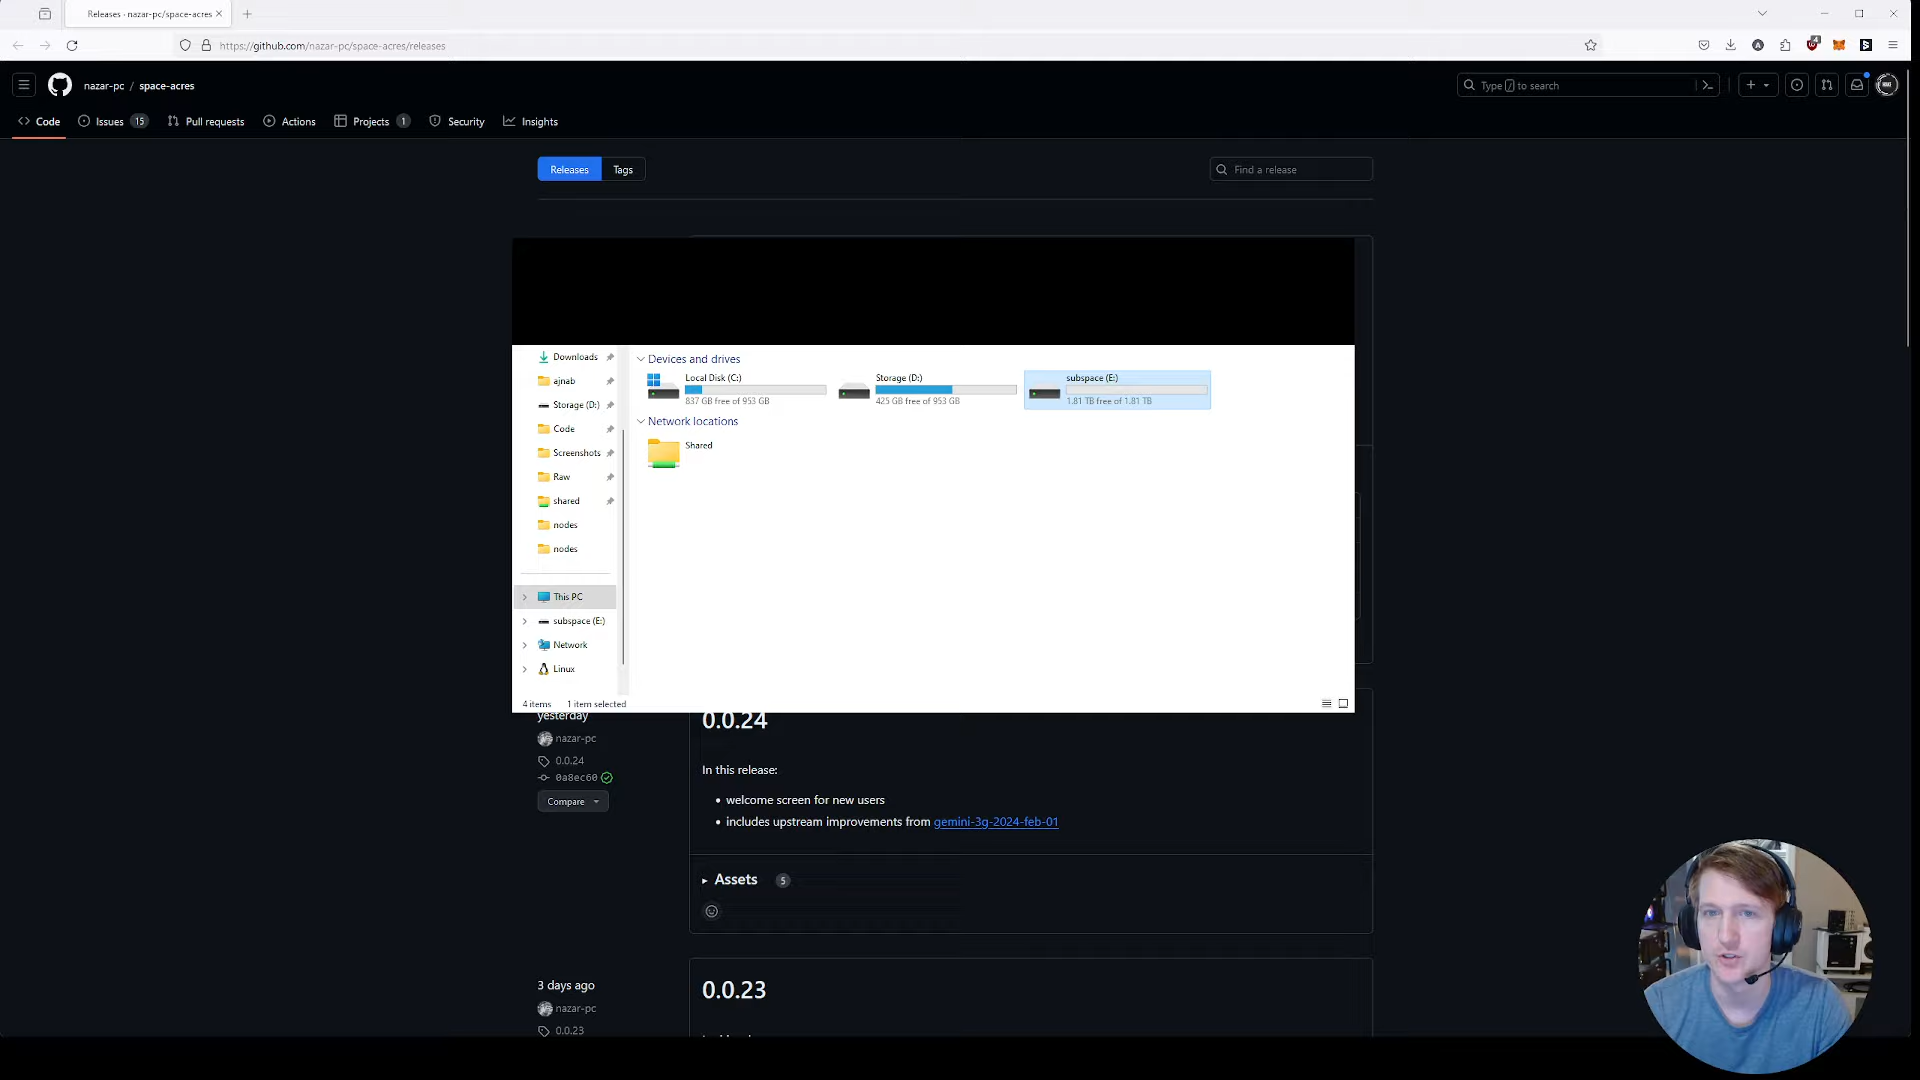 Releases · nazar-pc/space-acres
https://github.com/nazar-pc/space-acres/releases
nazar-pc / space-acres
Type / to search
Code
Issues 15
Pull requests
Actions
Projects 1
Security
Insights
Releases
Tags
Find a release
Downloads
ajnab
Storage (D:)
Code
Screenshots
Raw
shared
nodes
nodes
This PC
subspace (E:)
Network
Linux
4 items 1 item selected
Devices and drives
Local Disk (C:)
837 GB free of 953 GB
Storage (D:)
425 GB free of 953 GB
subspace (E:)
1.81 TB free of 1.81 TB
Network locations
Shared
yesterday
nazar-pc
0.0.24
0a8ec60
Compare
0.0.24
In this release:
• welcome screen for new users
• includes upstream improvements from gemini-3g-2024-feb-01
Assets 5
3 days ago
nazar-pc
0.0.23
0.0.23